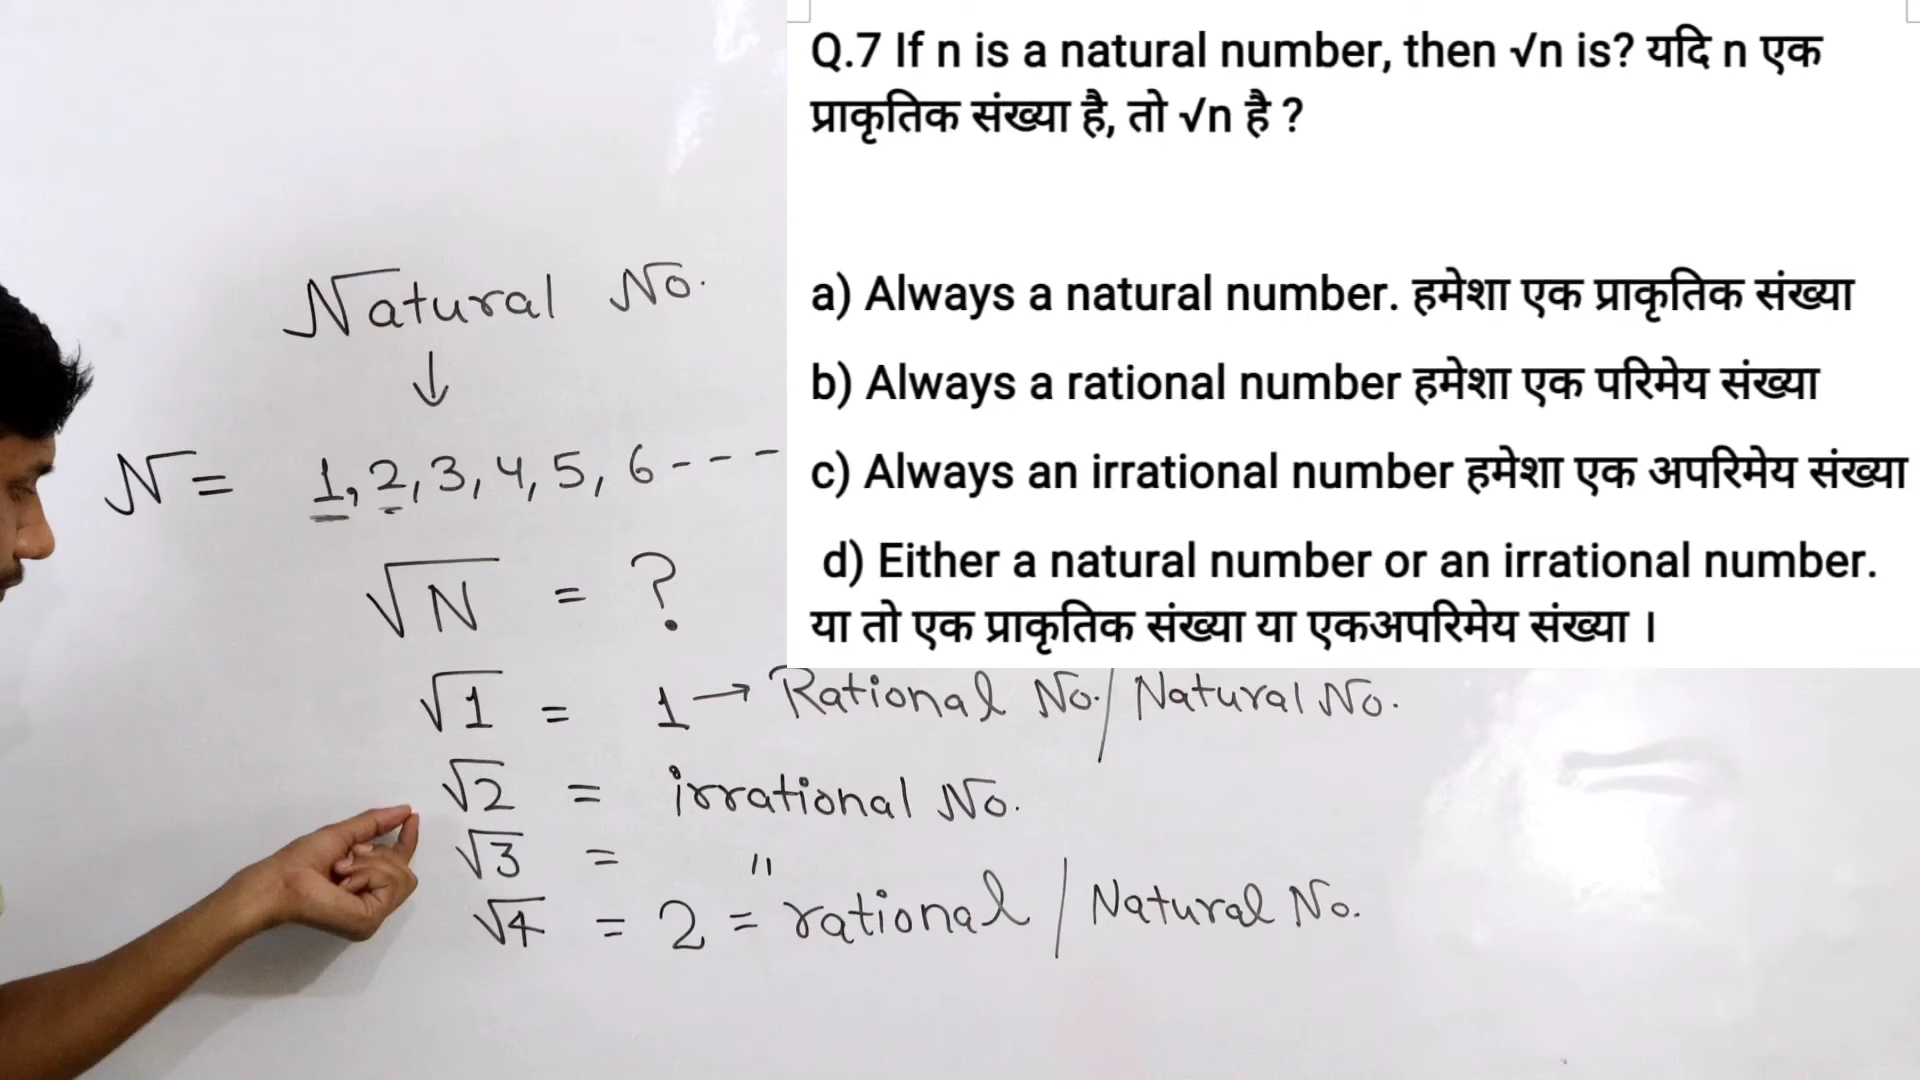 Q.7 If n is a natural number, then √n is? यदि n एक
प्राकृतिक संख्या है, तो √n है ?
a) Always a natural number. हमेशा एक प्राकृतिक संख्या
b) Always a rational number हमेशा एक परिमेय संख्या
c) Always an irrational number हमेशा एक अपरिमेय संख्या
d) Either a natural number or an irrational number.
या तो एक प्राकृतिक संख्या या एकअपरिमेय संख्या ।
Natural No.
↓
N = 1, 2, 3, 4, 5, 6 - - - -
√N = ?
√1 = 1 → Rational No./ Natural No.
√2 = irrational No.
√3 = "
√4 = 2 = rational / Natural No.